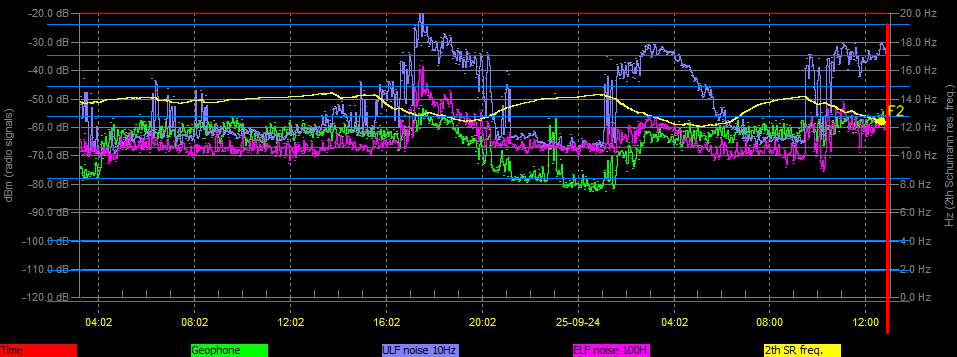 -20.0 dB 20.0 Hz
-30.0 dB 18.0 Hz
-40.0 dB 16.0 Hz
-50.0 dB 14.0 Hz
F2
-60.0 dB 12.0 Hz
-70.0 dB 10.0 Hz
-80.0 dB 8.0 Hz
-90.0 dB 6.0 Hz
-100.0 dB 4.0 Hz
-110.0 dB 2.0 Hz
-120.0 dB 0.0 Hz
dBm (radio signals)
Hz (2th Schumann res. freq.)
04:02 08:02 12:02 16:02 20:02 25-09-24 04:02 08:00 12:00
Time Geophone ULF noise 10Hz ELF noise 100H 2th SR freq.